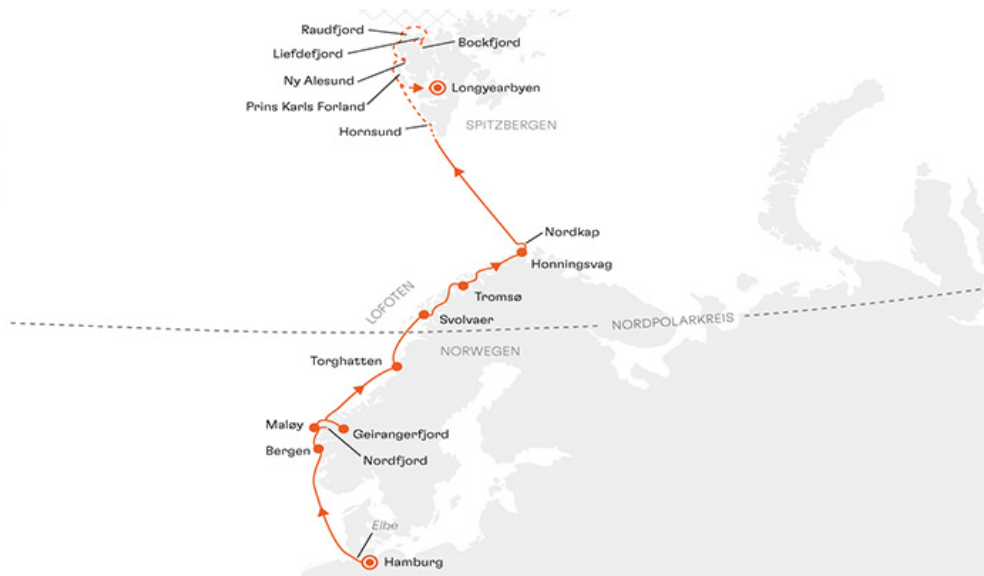 Raudfjord
Liefdefjord
Bockfjord
Ny Alesund
Longyearbyen
Prins Karls Forland
Hornsund
SPITZBERGEN
Nordkap
Honningsvag
LOFOTEN
Tromsø
Svolvaer
NORDPOLARKREIS
NORWEGEN
Torghatten
Maløy
Geirangerfjord
Bergen
Nordfjord
Elbe
Hamburg